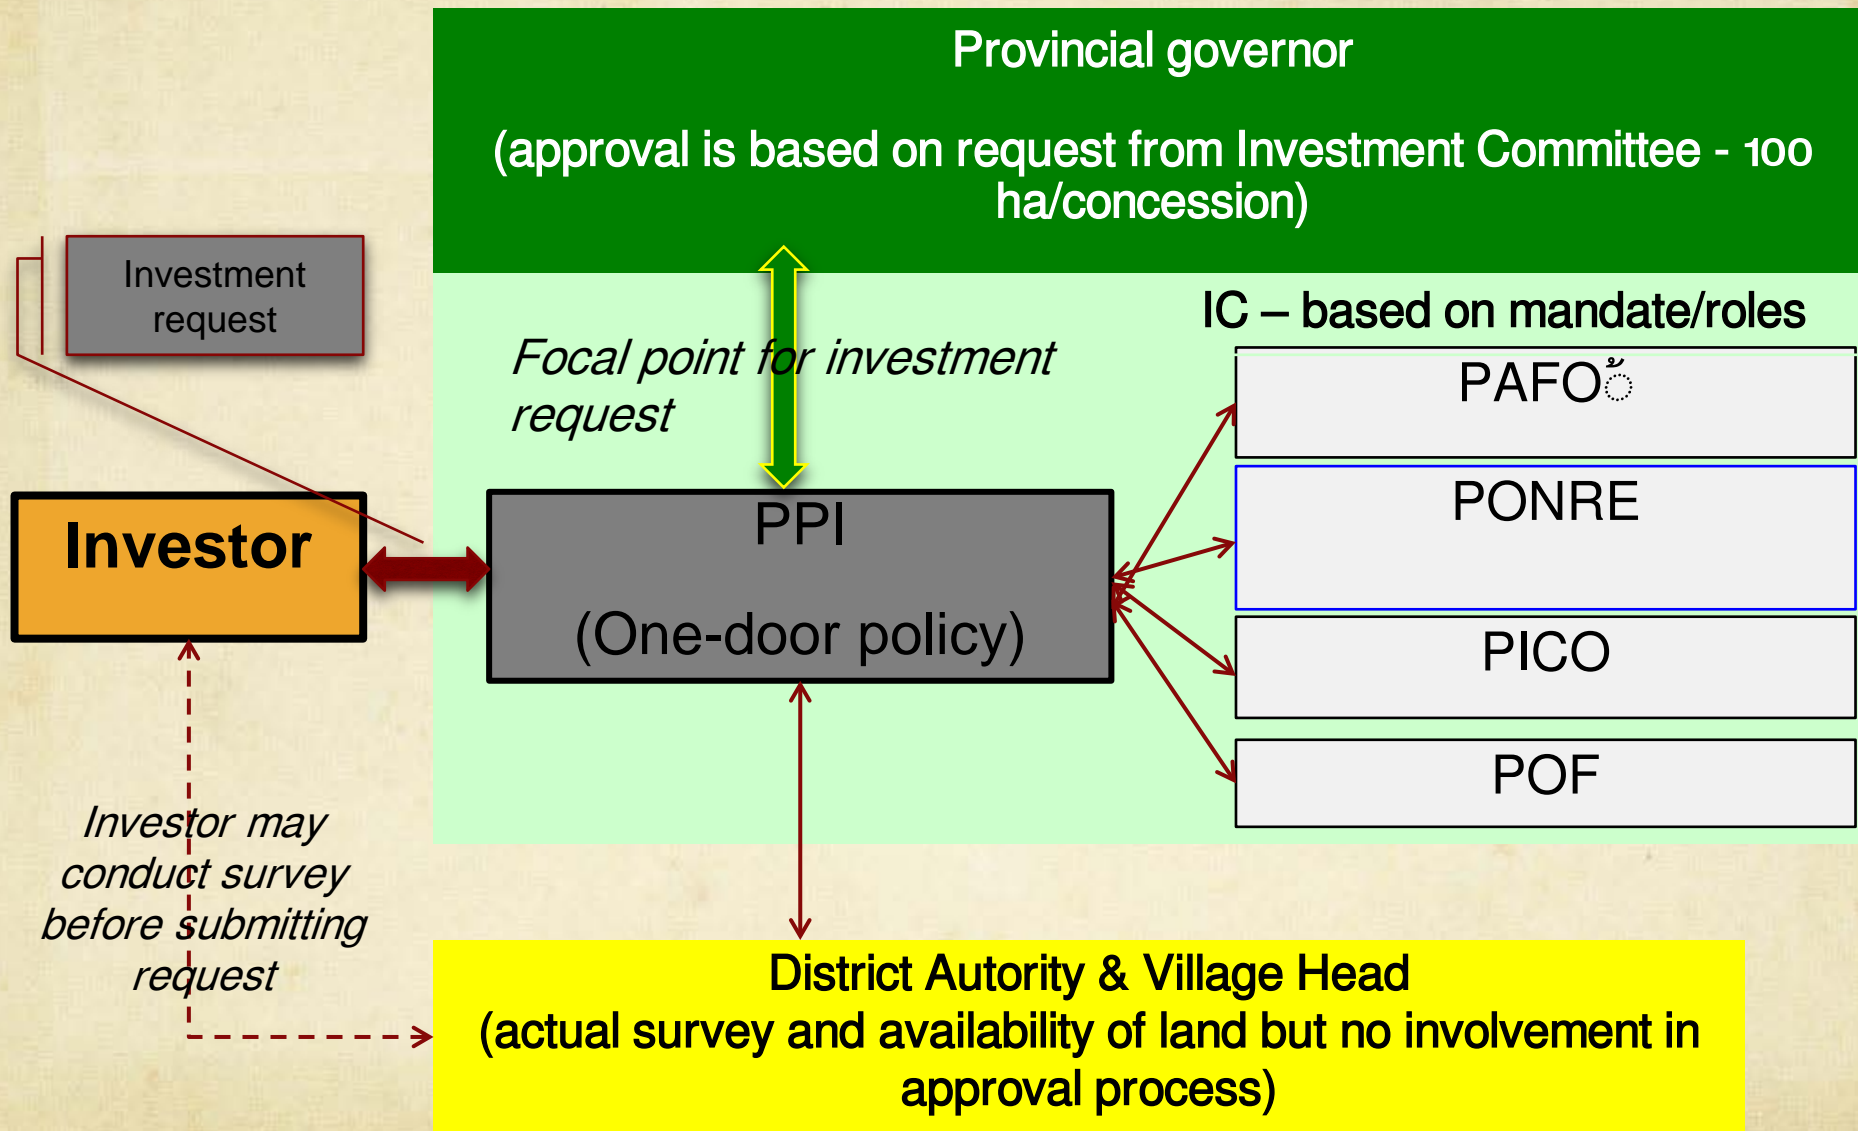 Provincial governor
(approval is based on request from Investment Committee - 100
ha/concession)
Investment
request
IC – based on mandate/roles
Focal point for investment
request
PAFO້
PONRE
PICO
POF
Investor
PPI
(One-door policy)
Investor may
conduct survey
before submitting
request
District Autority & Village Head
(actual survey and availability of land but no involvement in
approval process)